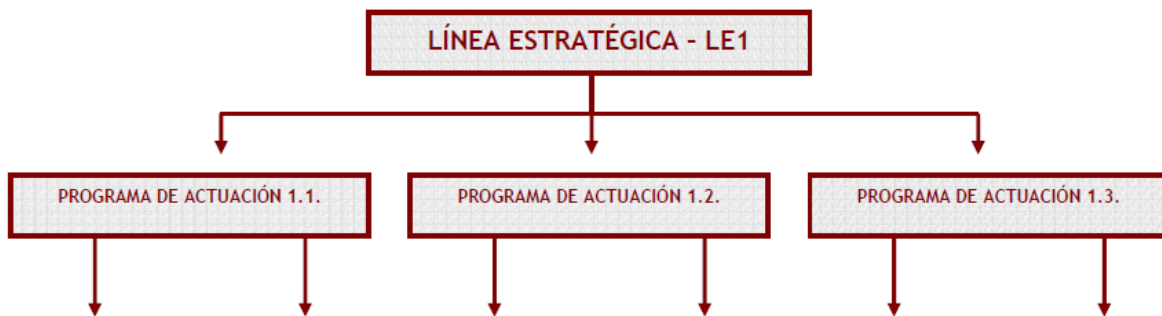 LÍNEA ESTRATÉGICA - LE1
PROGRAMA DE ACTUACIÓN 1.1.
PROGRAMA DE ACTUACIÓN 1.2.
PROGRAMA DE ACTUACIÓN 1.3.